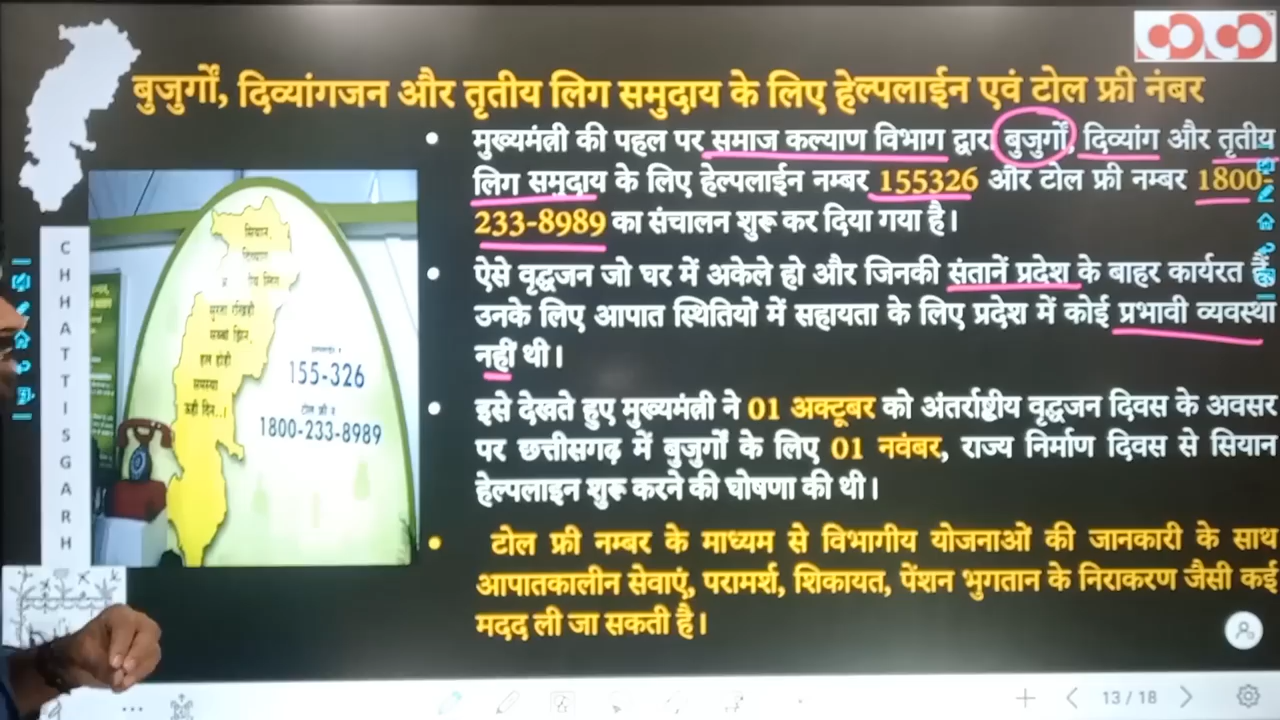 बुजुर्गों, दिव्यांगजन और तृतीय लिग समुदाय के लिए हेल्पलाईन एवं टोल फ्री नंबर
मुख्यमंत्री की पहल पर समाज कल्याण विभाग द्वारा बुजुर्गों, दिव्यांग और तृतीय
लिग समुदाय के लिए हेल्पलाईन नम्बर 155326 और टोल फ्री नम्बर 1800-
233-8989 का संचालन शुरू कर दिया गया है।
ऐसे वृद्धजन जो घर में अकेले हो और जिनकी संतानें प्रदेश के बाहर कार्यरत हैं
उनके लिए आपात स्थितियों में सहायता के लिए प्रदेश में कोई प्रभावी व्यवस्था
नहीं थी।
इसे देखते हुए मुख्यमंत्री ने 01 अक्टूबर को अंतर्राष्ट्रीय वृद्धजन दिवस के अवसर
पर छत्तीसगढ़ में बुजुर्गों के लिए 01 नवंबर, राज्य निर्माण दिवस से सियान
हेल्पलाइन शुरू करने की घोषणा की थी।
टोल फ्री नम्बर के माध्यम से विभागीय योजनाओं की जानकारी के साथ
आपातकालीन सेवाएं, परामर्श, शिकायत, पेंशन भुगतान के निराकरण जैसी कई
मदद ली जा सकती है।
CHHATTISGARH
सियान,
दिव्यांग
सुरता रखिही
हल होही
समस्या
155-326
टोल फ्री नं
1800-233-8989
13 / 18